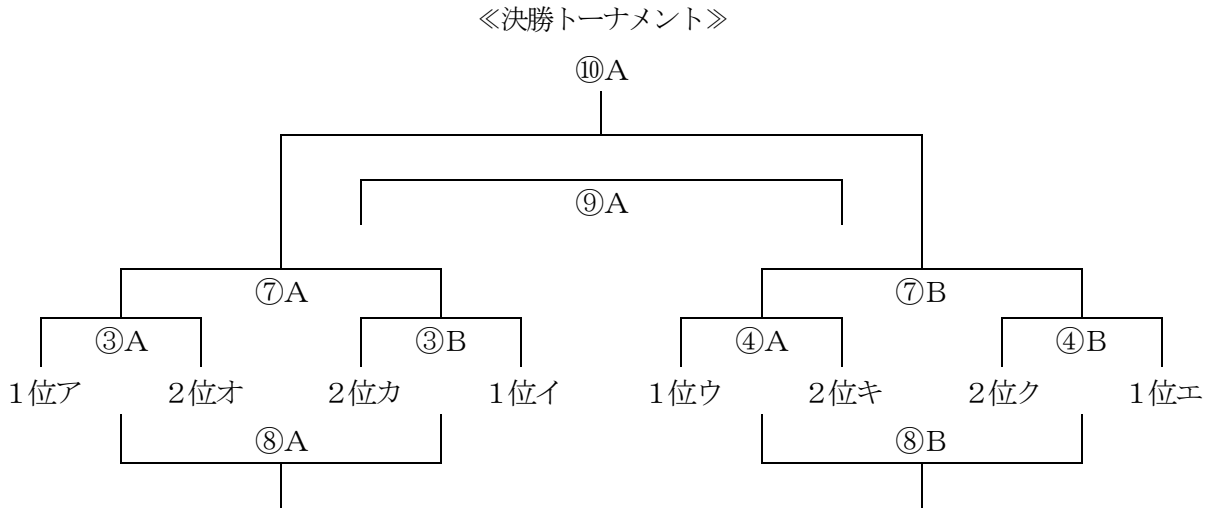 ≪決勝トーナメント≫
⑩A
⑨A
⑦A ⑦B
③A ③B ④A ④B
1位ア 2位オ 2位カ 1位イ 1位ウ 2位キ 2位ク 1位エ
⑧A ⑧B